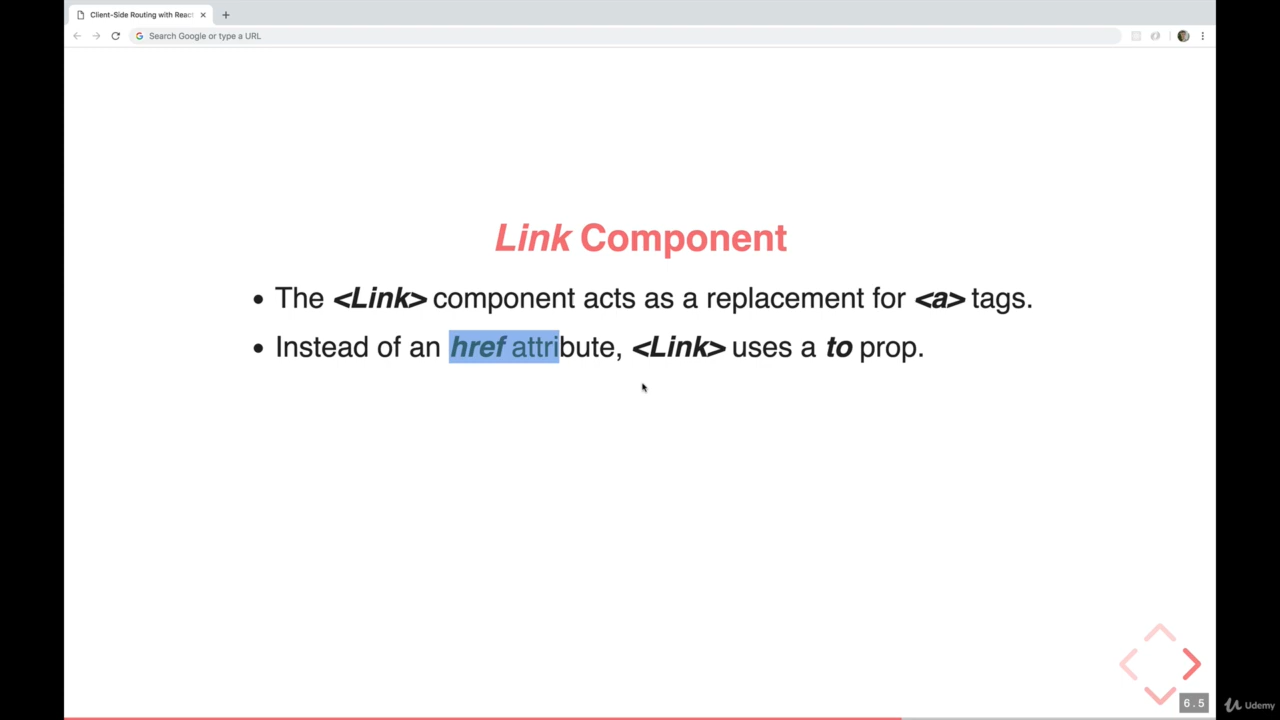 Client-Side Routing with React
Search Google or type a URL
Link Component
The <Link> component acts as a replacement for <a> tags.
Instead of an href attribute, <Link> uses a to prop.
6.5
Udemy